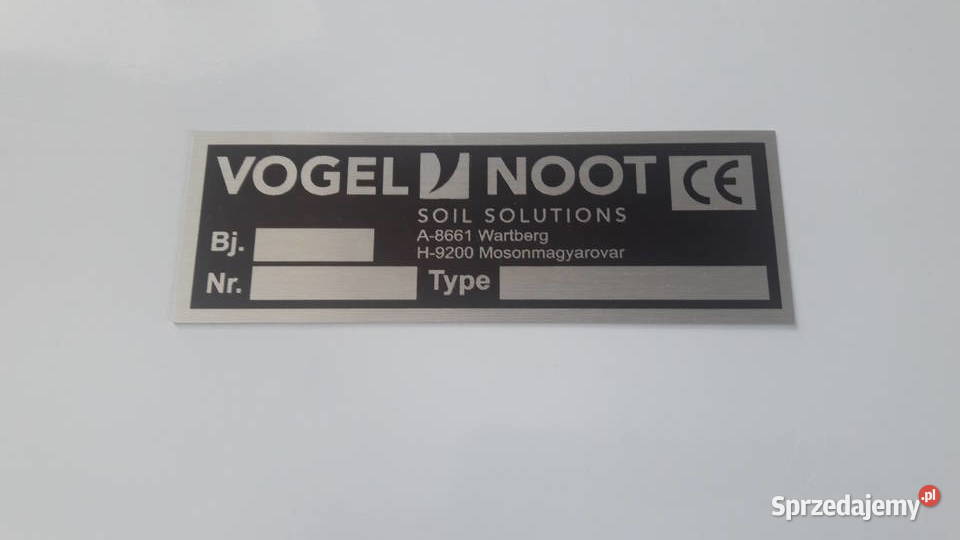 VOGEL NOOT CE
SOIL SOLUTIONS
A-8661 Wartberg
H-9200 Mosonmagyarovar
Bj.
Nr. Type
Sprzedajemy.pl